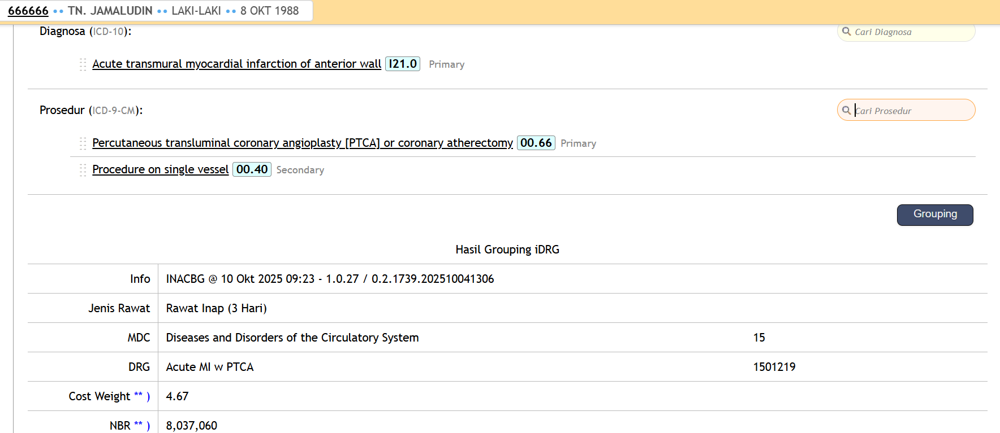 666666 •• TN. JAMALUDIN •• LAKI-LAKI •• 8 OKT 1988
Diagnosa (ICD-10):
Cari Diagnosa
Acute transmural myocardial infarction of anterior wall I21.0 Primary
Prosedur (ICD-9-CM):
Cari Prosedur
Percutaneous transluminal coronary angioplasty [PTCA] or coronary atherectomy 00.66 Primary
Procedure on single vessel 00.40 Secondary
Grouping
Hasil Grouping iDRG
Info INACBG @ 10 Okt 2025 09:23 - 1.0.27 / 0.2.1739.202510041306
Jenis Rawat Rawat Inap (3 Hari)
MDC Diseases and Disorders of the Circulatory System 15
DRG Acute MI w PTCA 1501219
Cost Weight ** ) 4.67
NBR ** ) 8,037,060